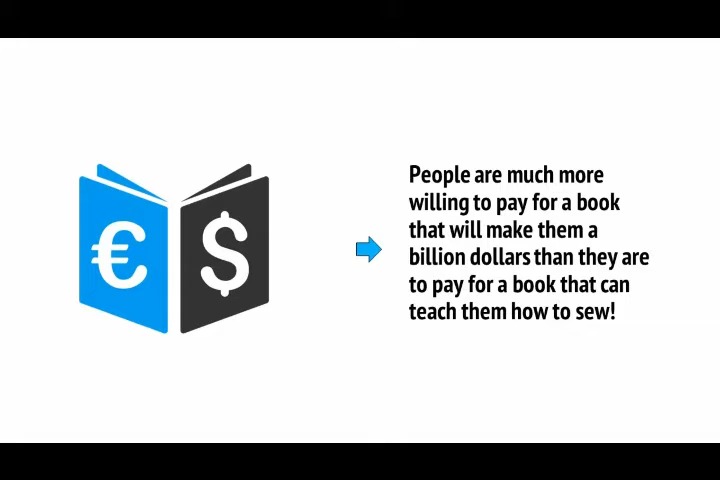 € $
People are much more
willing to pay for a book
that will make them a
billion dollars than they are
to pay for a book that can
teach them how to sew!